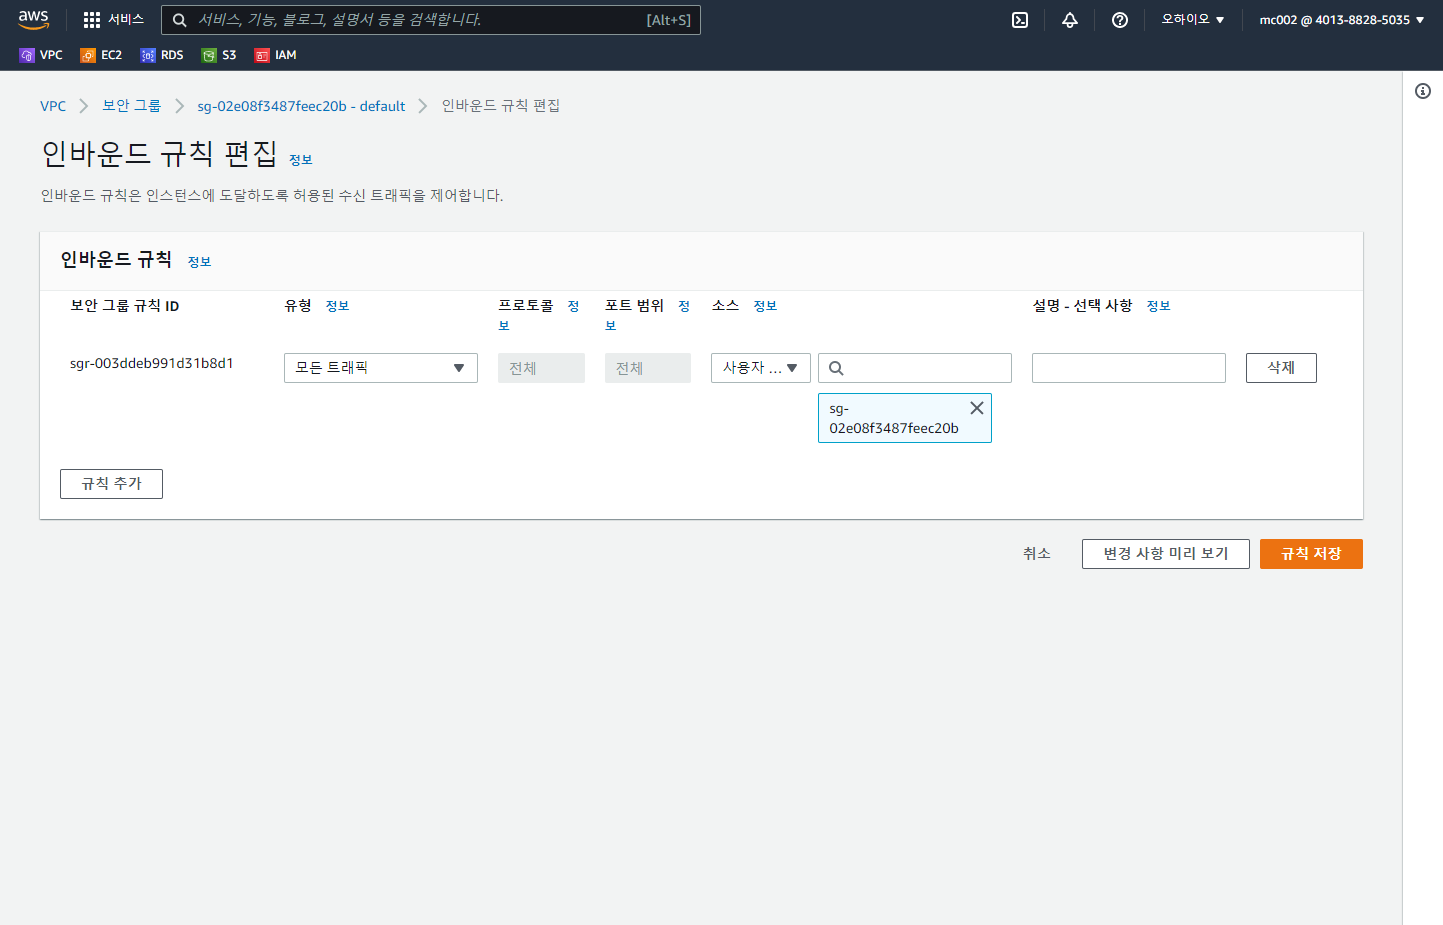 aws
서비스
서비스, 기능, 블로그, 설명서 등을 검색합니다.
[Alt+S]
오하이오
mc002 @ 4013-8828-5035
VPC
EC2
RDS
S3
IAM
VPC
보안 그룹
sg-02e08f3487feec20b - default
인바운드 규칙 편집
인바운드 규칙 편집 정보
인바운드 규칙은 인스턴스에 도달하도록 허용된 수신 트래픽을 제어합니다.
인바운드 규칙 정보
보안 그룹 규칙 ID
유형 정보
프로토콜 정
보
포트 범위 정
보
소스 정보
설명 - 선택 사항 정보
sgr-003ddeb991d31b8d1
모든 트래픽
전체
전체
사용자 ...
삭제
sg-
02e08f3487feec20b
규칙 추가
취소
변경 사항 미리 보기
규칙 저장